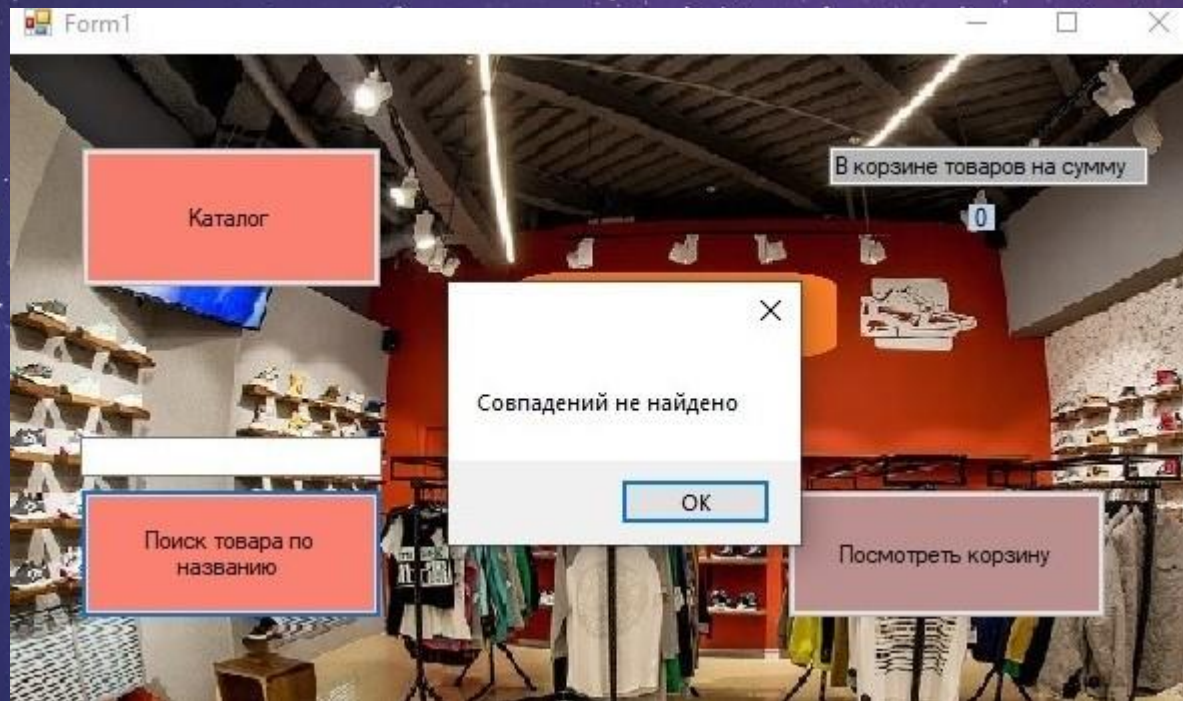 Form1
Каталог
В корзине товаров на сумму
0
Совпадений не найдено
OK
Поиск товара по
названию
Посмотреть корзину